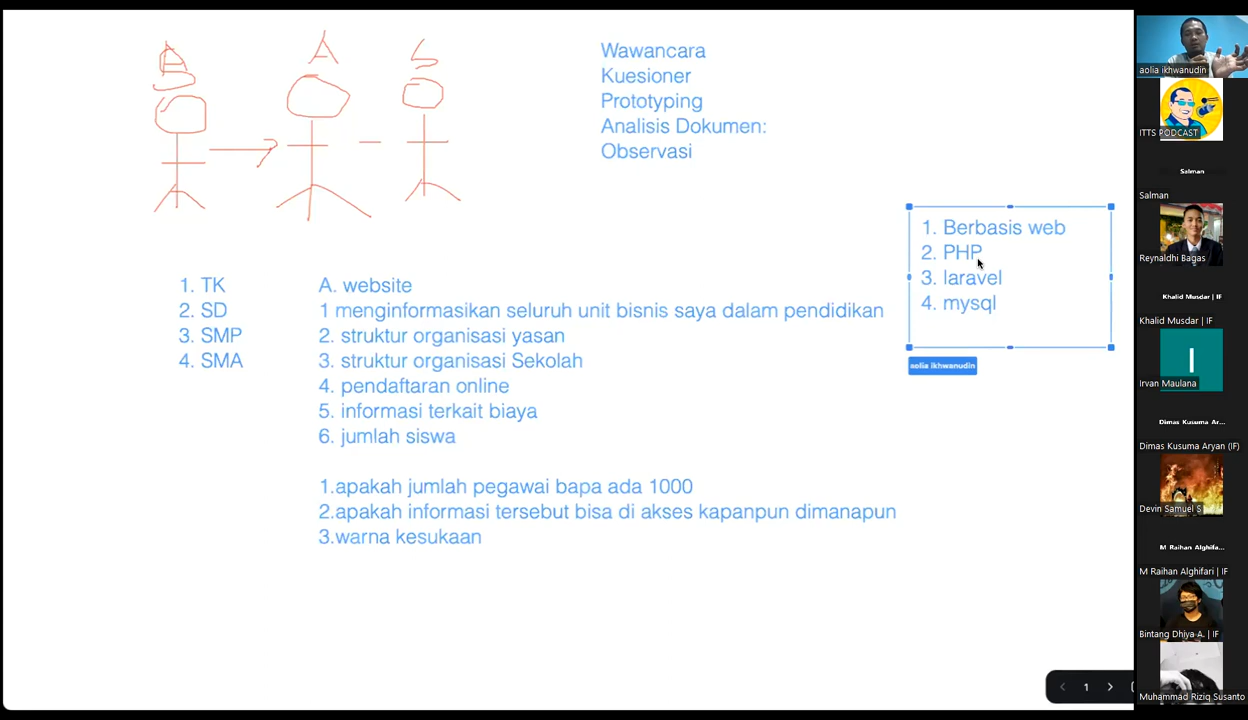 B
A
S
Wawancara
Kuesioner
Prototyping
Analisis Dokumen:
Observasi
1. Berbasis web
2. PHP
3. laravel
4. mysql
aolia ikhwanudin
1. TK
2. SD
3. SMP
4. SMA
A. website
1 menginformasikan seluruh unit bisnis saya dalam pendidikan
2. struktur organisasi yasan
3. struktur organisasi Sekolah
4. pendaftaran online
5. informasi terkait biaya
6. jumlah siswa
1.apakah jumlah pegawai bapa ada 1000
2.apakah informasi tersebut bisa di akses kapanpun dimanapun
3.warna kesukaan
1
aolia ikhwanudin
ITTS PODCAST
Salman
Salman
Reynaldhi Bagas
Khalid Musdar | IF
Khalid Musdar | IF
I
Irvan Maulana
Dimas Kusuma Ar...
Dimas Kusuma Aryan (IF)
Devin Samuel S
M Raihan Alghifa...
M Raihan Alghifari | IF
Bintang Dhiya A. | IF
Muhammad Riziq Susanto